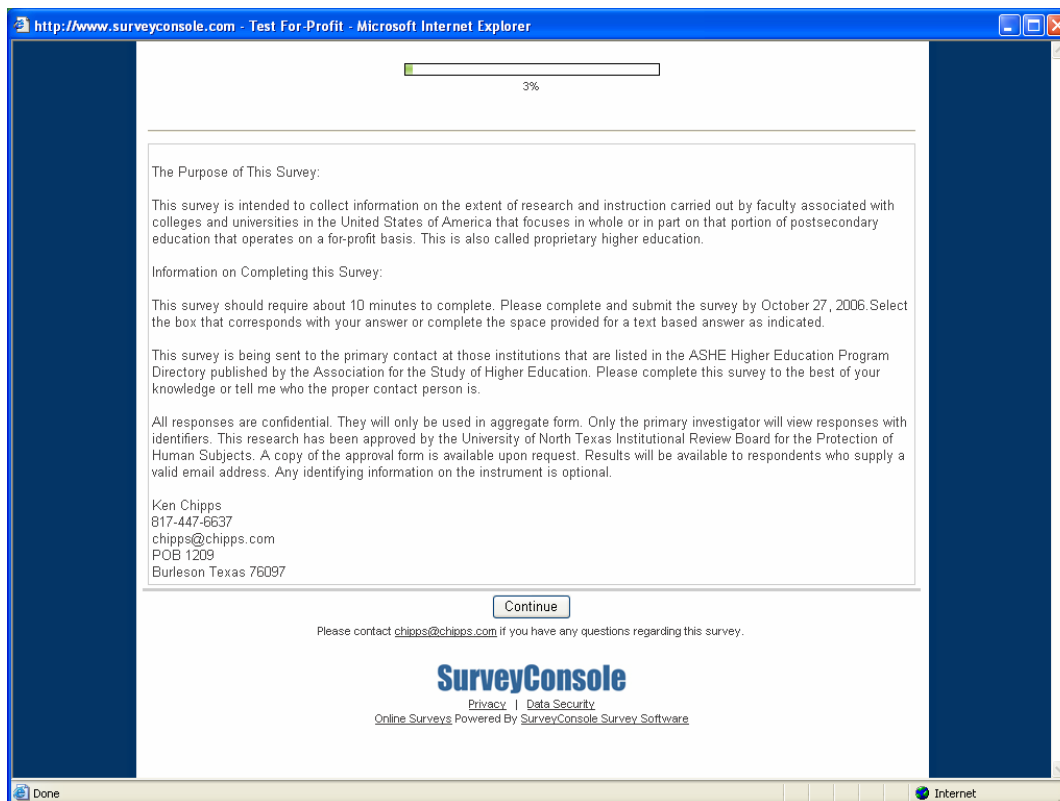 http://www.surveyconsole.com - Test For-Profit - Microsoft Internet Explorer
3%
The Purpose of This Survey:
This survey is intended to collect information on the extent of research and instruction carried out by faculty associated with
colleges and universities in the United States of America that focuses in whole or in part on that portion of postsecondary
education that operates on a for-profit basis. This is also called proprietary higher education.
Information on Completing this Survey:
This survey should require about 10 minutes to complete. Please complete and submit the survey by October 27, 2006.Select
the box that corresponds with your answer or complete the space provided for a text based answer as indicated.
This survey is being sent to the primary contact at those institutions that are listed in the ASHE Higher Education Program
Directory published by the Association for the Study of Higher Education. Please complete this survey to the best of your
knowledge or tell me who the proper contact person is.
All responses are confidential. They will only be used in aggregate form. Only the primary investigator will view responses with
identifiers. This research has been approved by the University of North Texas Institutional Review Board for the Protection of
Human Subjects. A copy of the approval form is available upon request. Results will be available to respondents who supply a
valid email address. Any identifying information on the instrument is optional.
Ken Chipps
817-447-6637
chipps@chipps.com
POB 1209
Burleson Texas 76097
Continue
Please contact chipps@chipps.com if you have any questions regarding this survey.
SurveyConsole
Privacy | Data Security
Online Surveys Powered By SurveyConsole Survey Software
Done
Internet